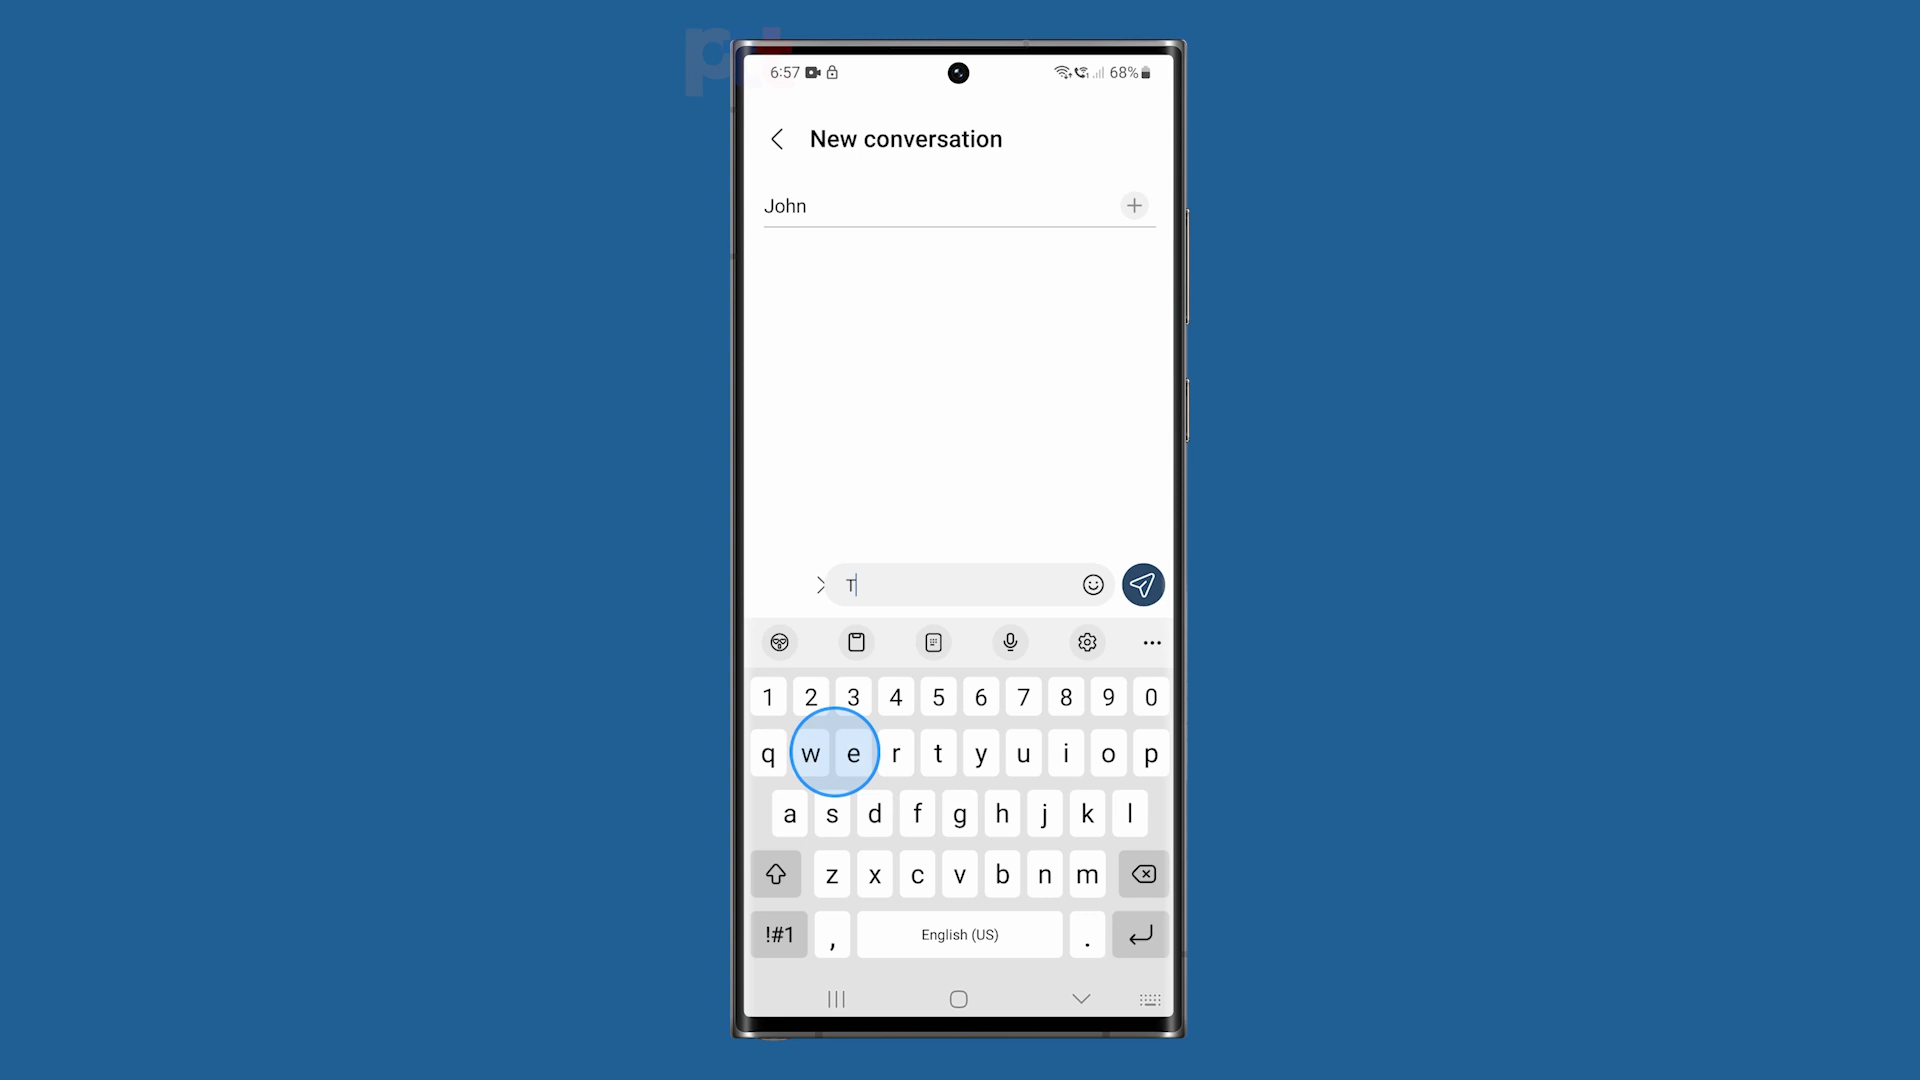 6:57 68%
New conversation
John
T
1 2 3 4 5 6 7 8 9 0
q w e r t y u i o p
a s d f g h j k l
z x c v b n m
!#1 , English (US) .